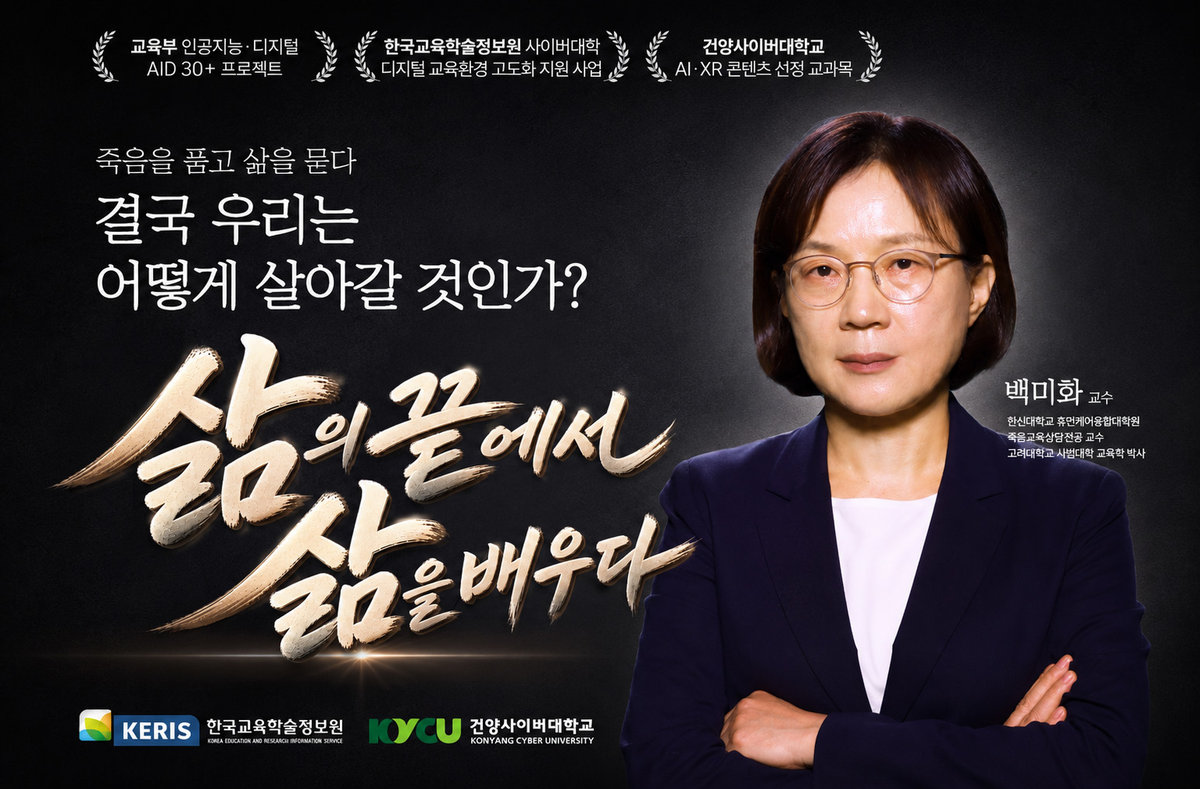 교육부 인공지능·디지털
AID 30+ 프로젝트
한국교육학술정보원 사이버대학
디지털 교육환경 고도화 지원 사업
건양사이버대학교
AI·XR 콘텐츠 선정 교과목
죽음을 품고 삶을 묻다
결국 우리는
어떻게 살아갈 것인가?
삶의 끝에서
삶을 배우다
백미화 교수
한신대학교 휴먼케어융합대학원
죽음교육상담전공 교수
고려대학교 사범대학 교육학 박사
KERIS 한국교육학술정보원
KOREA EDUCATION AND RESEARCH INFORMATION SERVICE
KYCU 건양사이버대학교
KONYANG CYBER UNIVERSITY